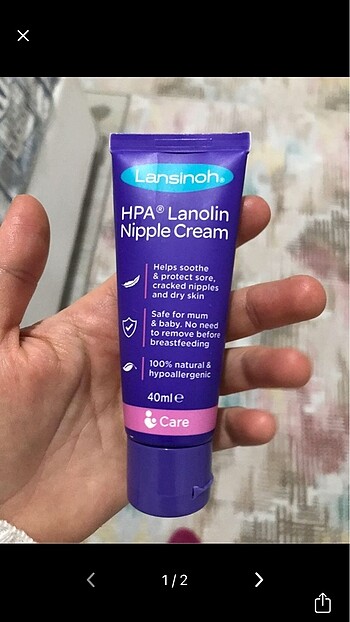 Lansinoh®
HPA® Lanolin
Nipple Cream
Helps soothe
& protect sore,
cracked nipples
and dry skin
Safe for mum
& baby. No need
to remove before
breastfeeding
100% natural &
hypoallergenic
40ml ℮
Care
1/2